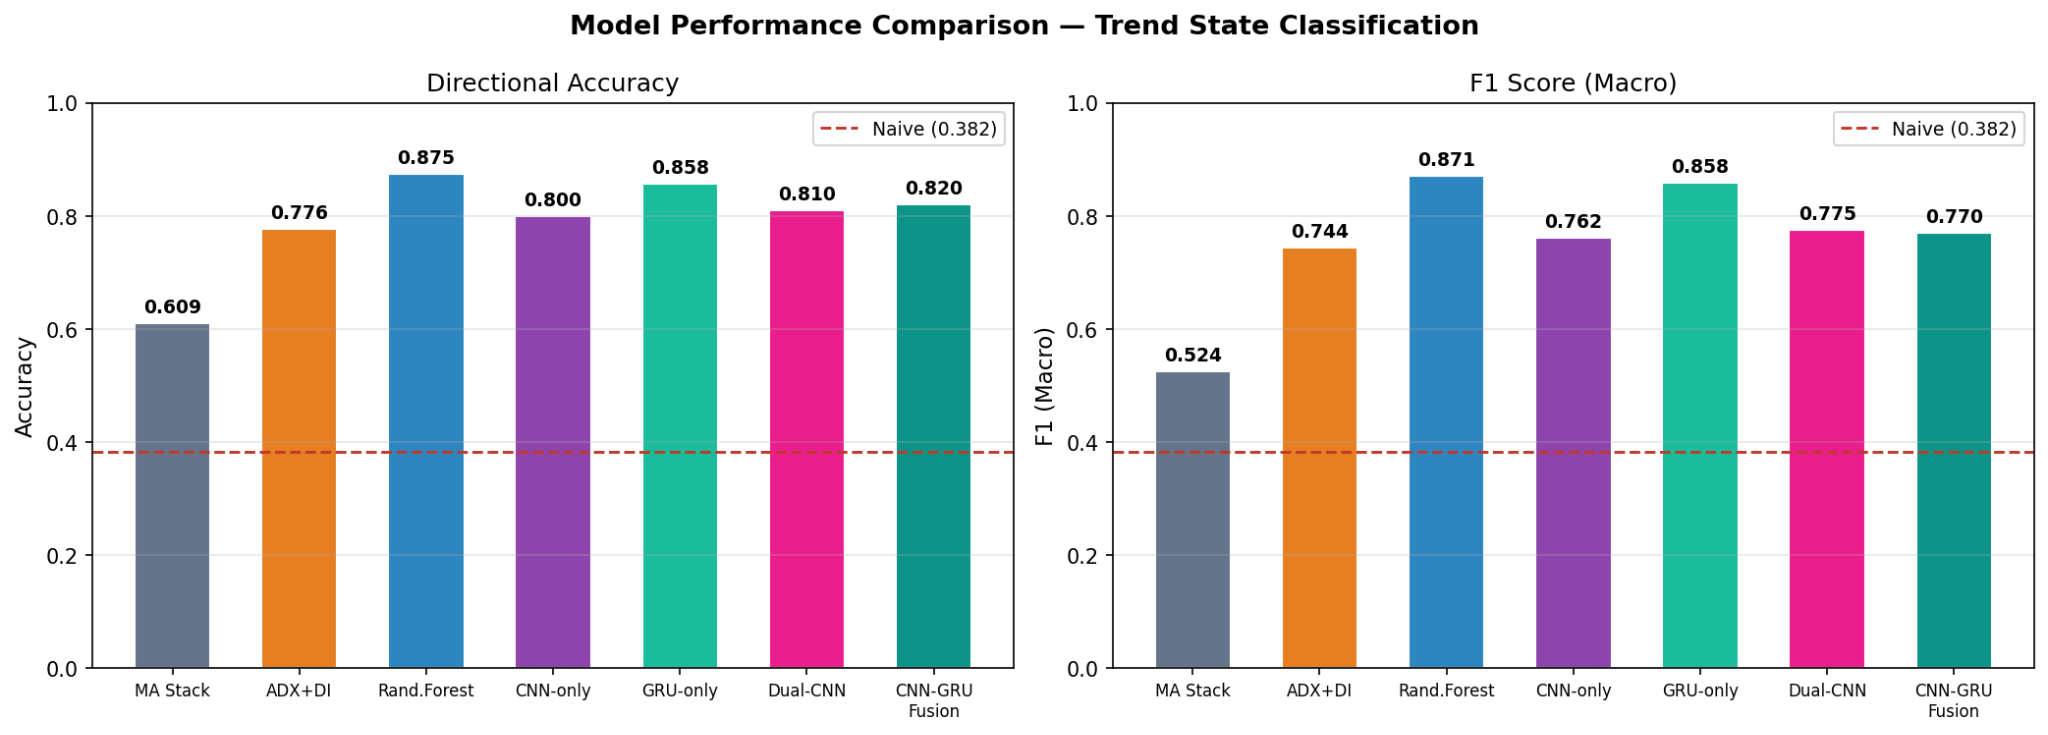 Model Performance Comparison — Trend State Classification
Directional Accuracy
Accuracy
1.0
0.8
0.6
0.4
0.2
0.0
Naive (0.382)
0.609
0.776
0.875
0.800
0.858
0.810
0.820
MA Stack
ADX+DI
Rand.Forest
CNN-only
GRU-only
Dual-CNN
CNN-GRU
Fusion
F1 Score (Macro)
F1 (Macro)
1.0
0.8
0.6
0.4
0.2
0.0
Naive (0.382)
0.524
0.744
0.871
0.762
0.858
0.775
0.770
MA Stack
ADX+DI
Rand.Forest
CNN-only
GRU-only
Dual-CNN
CNN-GRU
Fusion